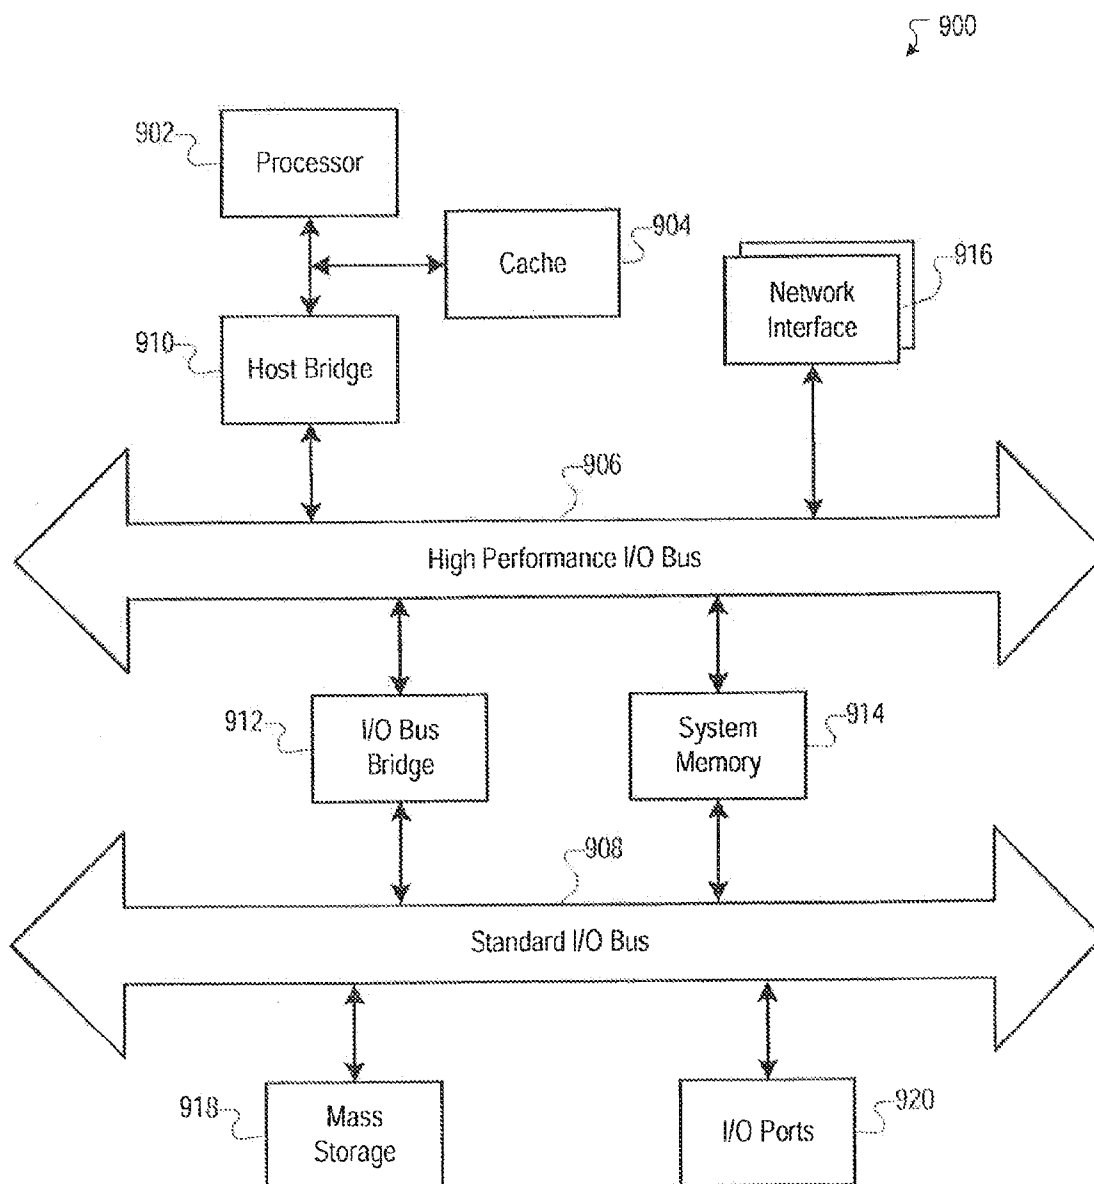 900
902
Processor
Cache
904
Network
Interface
916
910
Host Bridge
906
High Performance I/O Bus
912
I/O Bus
Bridge
System
Memory
914
908
Standard I/O Bus
918
Mass
Storage
I/O Ports
920